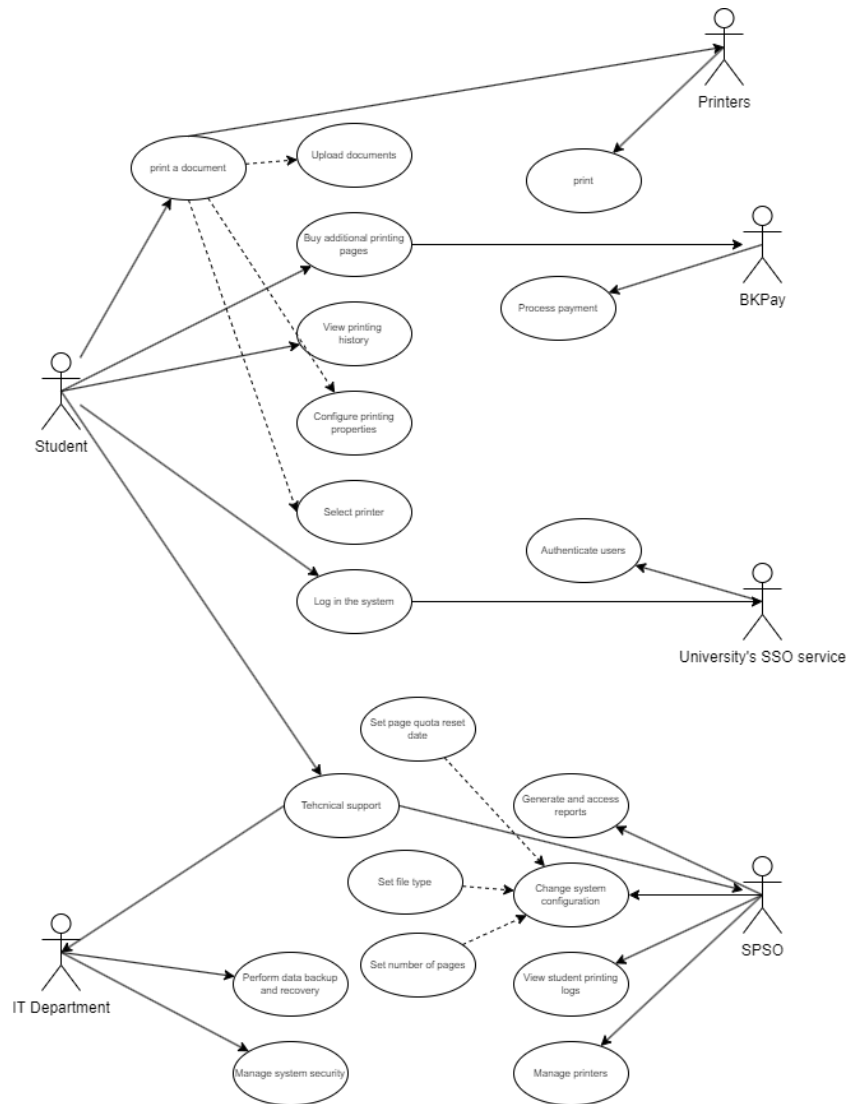 Printers
print a document
Upload documents
print
Buy additional printing
pages
BKPay
Process payment
View printing
history
Student
Configure printing
properties
Select printer
Authenticate users
Log in the system
University's SSO service
Set page quota reset
date
Tehcnical support
Generate and access
reports
Set file type
Change system
configuration
SPSO
Set number of pages
IT Department
Perform data backup
and recovery
View student printing
logs
Manage system security
Manage printers